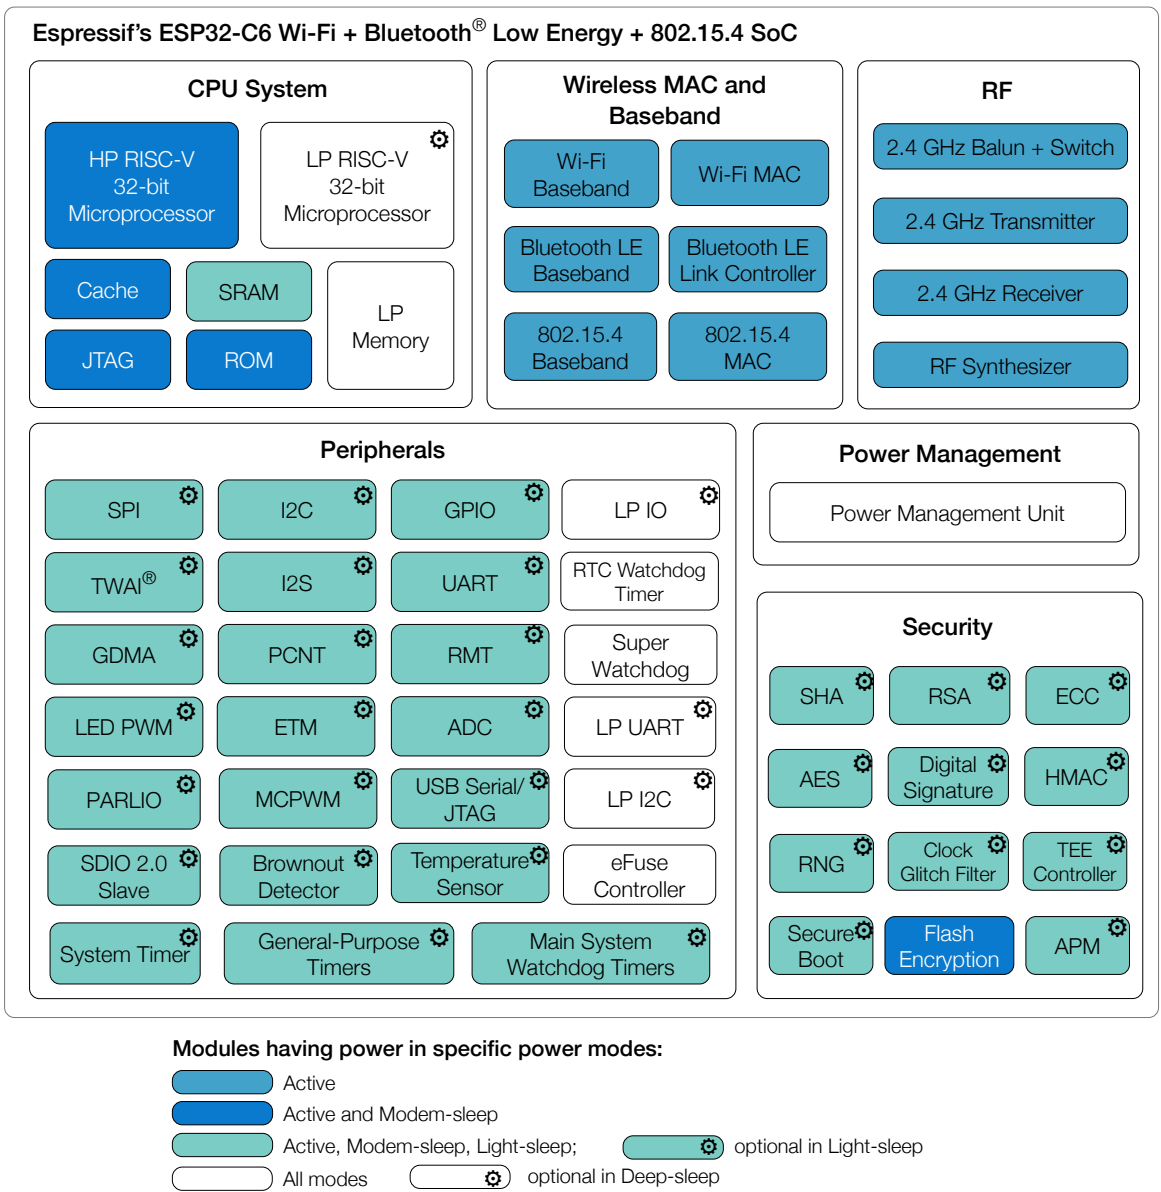 Espressif's ESP32-C6 Wi-Fi + Bluetooth® Low Energy + 802.15.4 SoC
CPU System
HP RISC-V
32-bit
Microprocessor
LP RISC-V
32-bit
Microprocessor
Cache
SRAM
JTAG
ROM
LP
Memory
Wireless MAC and
Baseband
Wi-Fi
Baseband
Wi-Fi MAC
Bluetooth LE
Baseband
Bluetooth LE
Link Controller
802.15.4
Baseband
802.15.4
MAC
RF
2.4 GHz Balun + Switch
2.4 GHz Transmitter
2.4 GHz Receiver
RF Synthesizer
Peripherals
SPI
I2C
GPIO
LP IO
TWAI®
I2S
UART
RTC Watchdog
Timer
GDMA
PCNT
RMT
Super
Watchdog
LED PWM
ETM
ADC
LP UART
PARLIO
MCPWM
USB Serial/
JTAG
LP I2C
SDIO 2.0
Slave
Brownout
Detector
Temperature
Sensor
eFuse
Controller
System Timer
General-Purpose
Timers
Main System
Watchdog Timers
Power Management
Power Management Unit
Security
SHA
RSA
ECC
AES
Digital
Signature
HMAC
RNG
Clock
Glitch Filter
TEE
Controller
Secure
Boot
Flash
Encryption
APM
Modules having power in specific power modes:
Active
Active and Modem-sleep
Active, Modem-sleep, Light-sleep;
optional in Light-sleep
All modes
optional in Deep-sleep